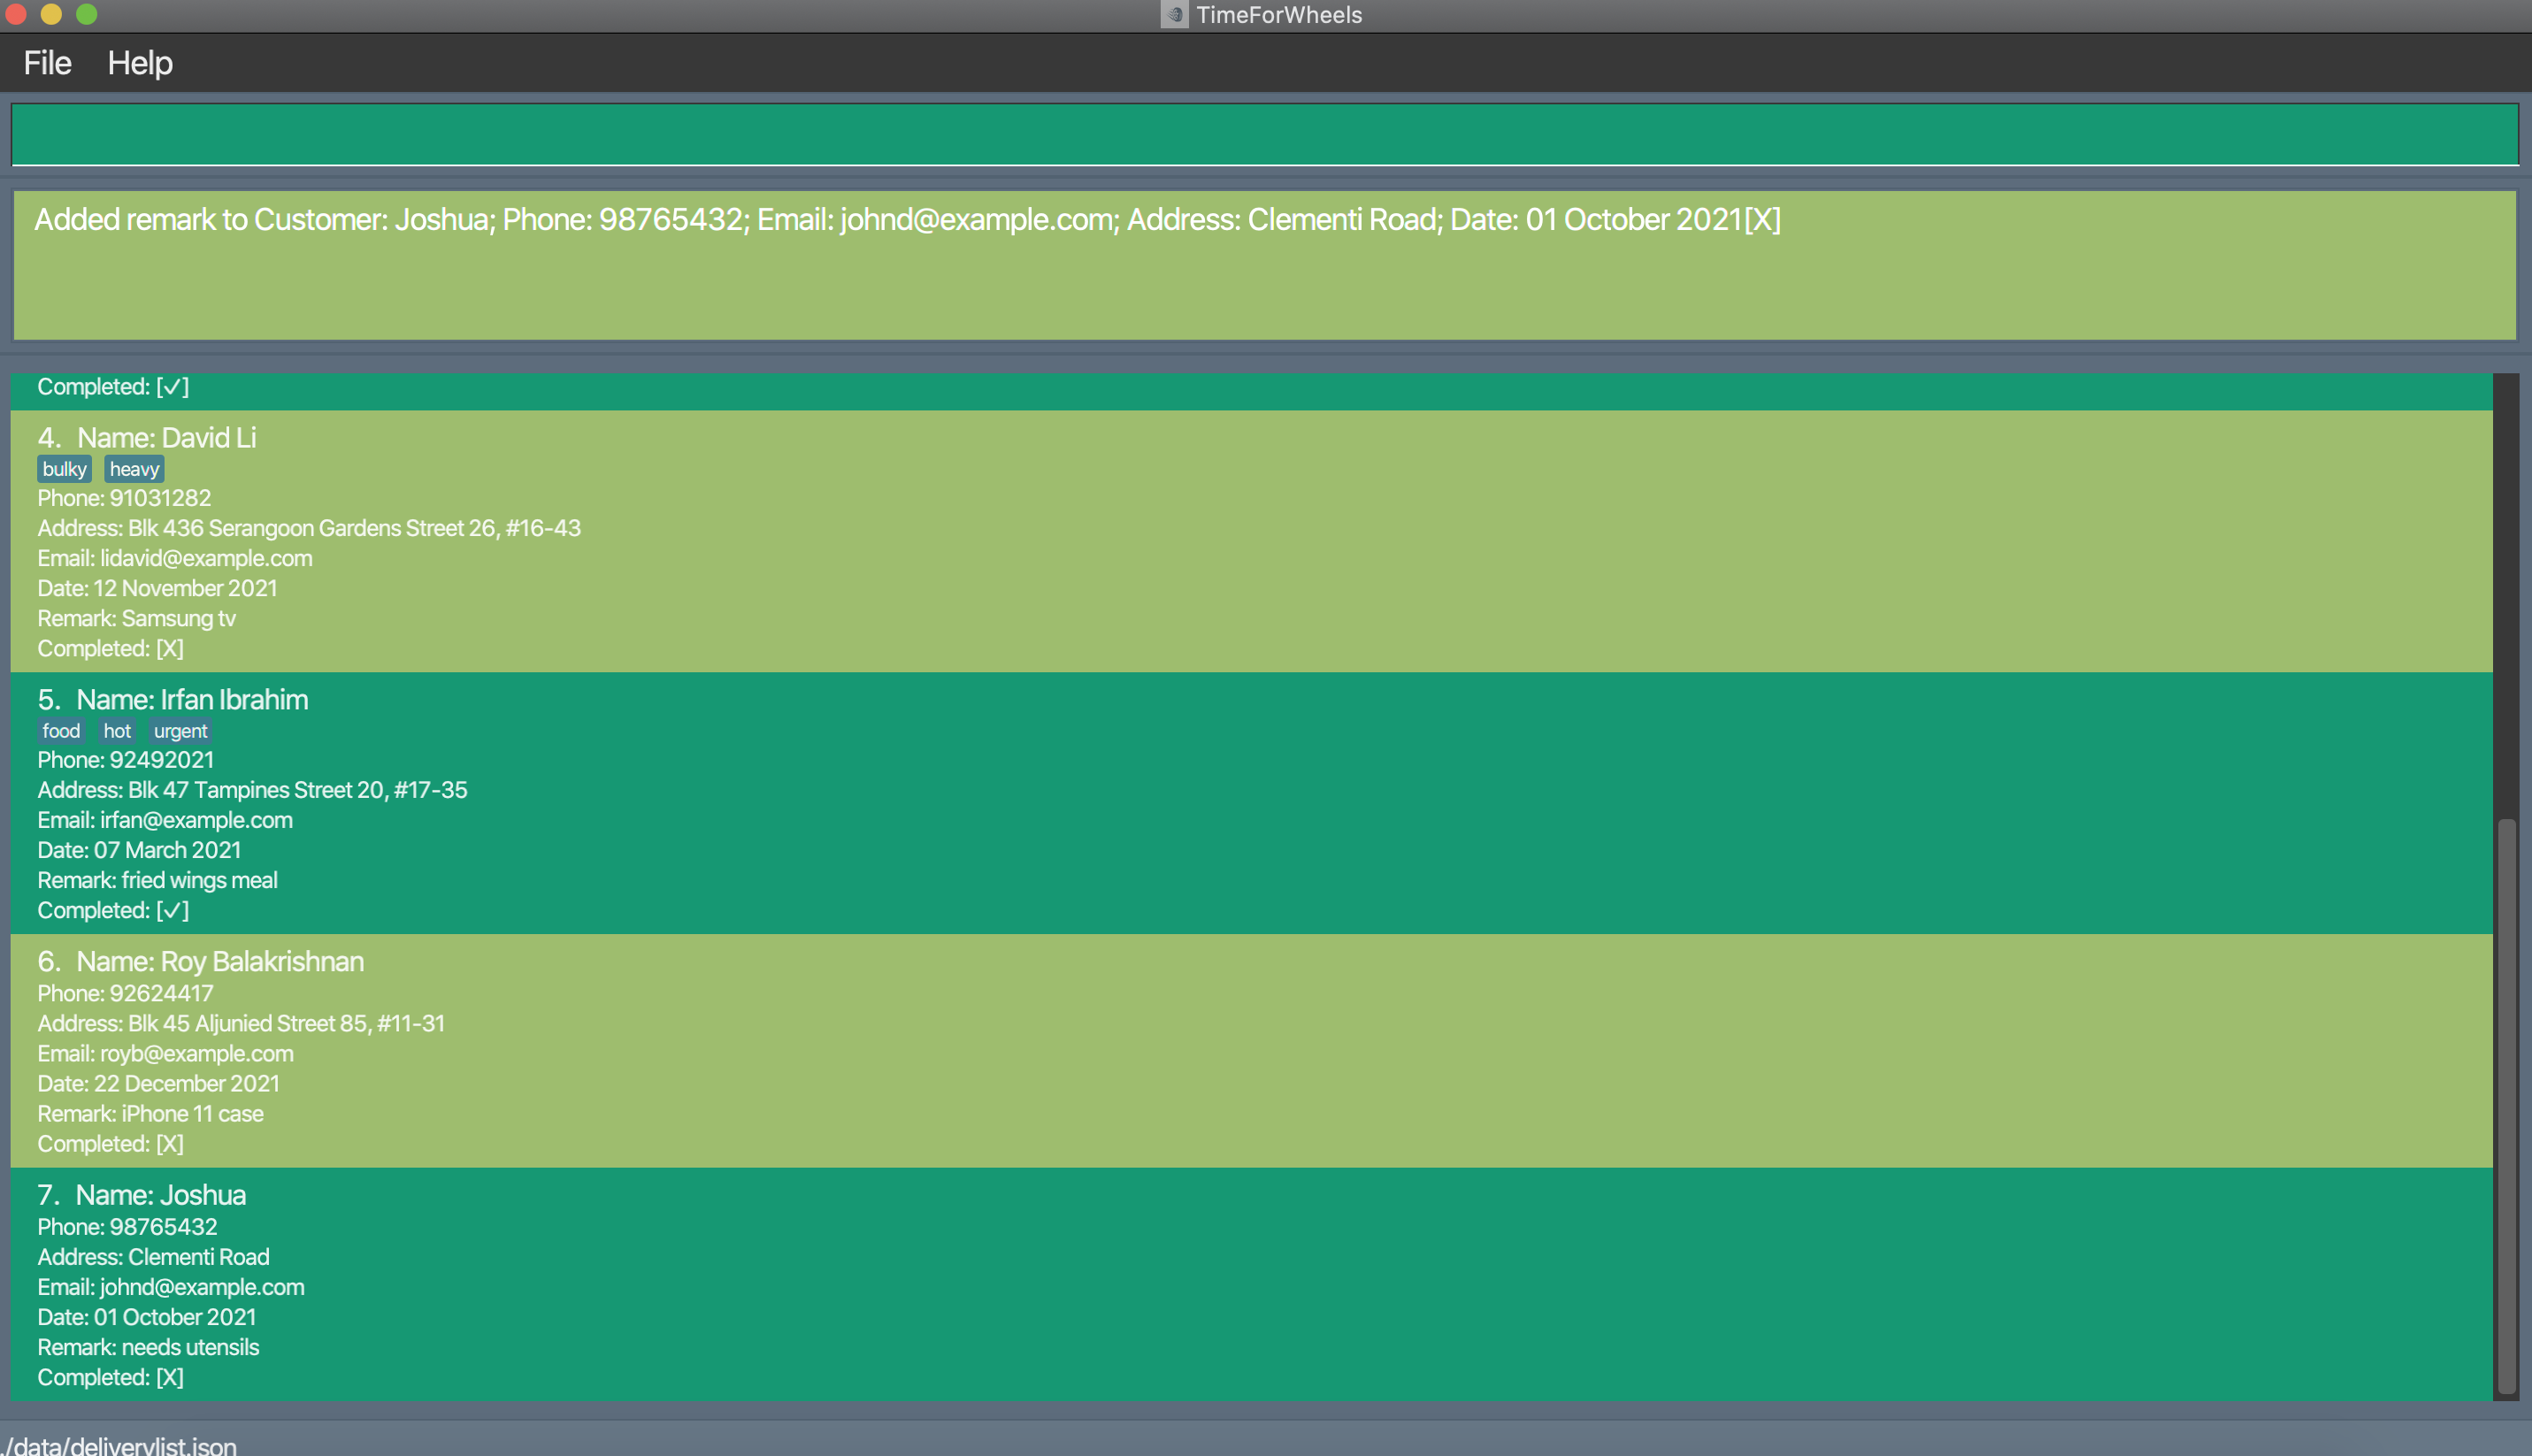 TimeForWheels
File Help
Added remark to Customer: Joshua; Phone: 98765432; Email: johnd@example.com; Address: Clementi Road; Date: 01 October 2021[X]
Completed: [✓]
4. Name: David Li
bulky heavy
Phone: 91031282
Address: Blk 436 Serangoon Gardens Street 26, #16-43
Email: lidavid@example.com
Date: 12 November 2021
Remark: Samsung tv
Completed: [X]
5. Name: Irfan Ibrahim
food hot urgent
Phone: 92492021
Address: Blk 47 Tampines Street 20, #17-35
Email: irfan@example.com
Date: 07 March 2021
Remark: fried wings meal
Completed: [✓]
6. Name: Roy Balakrishnan
Phone: 92624417
Address: Blk 45 Aljunied Street 85, #11-31
Email: royb@example.com
Date: 22 December 2021
Remark: iPhone 11 case
Completed: [X]
7. Name: Joshua
Phone: 98765432
Address: Clementi Road
Email: johnd@example.com
Date: 01 October 2021
Remark: needs utensils
Completed: [X]
./data/deliverylist.json